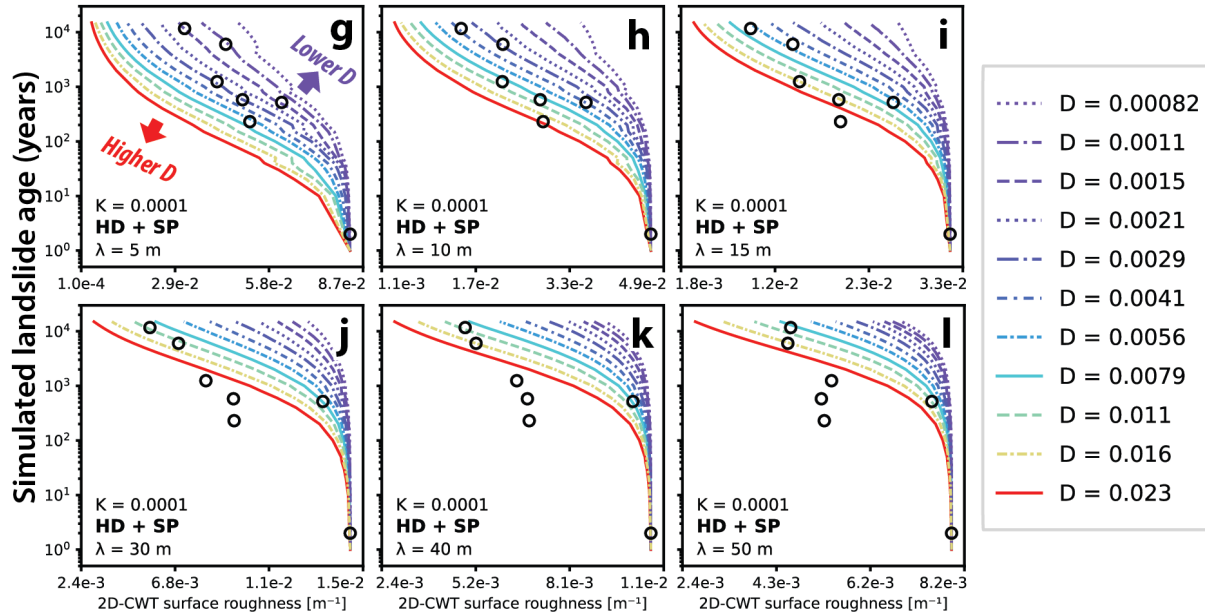 Simulated landslide age (years)
10⁴
10³
10²
10¹
10⁰
g
Lower D
Higher D
K = 0.0001
HD + SP
λ = 5 m
1.0e-4
2.9e-2
5.8e-2
8.7e-2
h
K = 0.0001
HD + SP
λ = 10 m
1.1e-3
1.7e-2
3.3e-2
4.9e-2
i
K = 0.0001
HD + SP
λ = 15 m
1.8e-3
1.2e-2
2.3e-2
3.3e-2
10⁴
10³
10²
10¹
10⁰
j
K = 0.0001
HD + SP
λ = 30 m
2.4e-3
6.8e-3
1.1e-2
1.5e-2
2D-CWT surface roughness [m⁻¹]
k
K = 0.0001
HD + SP
λ = 40 m
2.4e-3
5.2e-3
8.1e-3
1.1e-2
2D-CWT surface roughness [m⁻¹]
l
K = 0.0001
HD + SP
λ = 50 m
2.4e-3
4.3e-3
6.2e-3
8.2e-3
2D-CWT surface roughness [m⁻¹]
D = 0.00082
D = 0.0011
D = 0.0015
D = 0.0021
D = 0.0029
D = 0.0041
D = 0.0056
D = 0.0079
D = 0.011
D = 0.016
D = 0.023